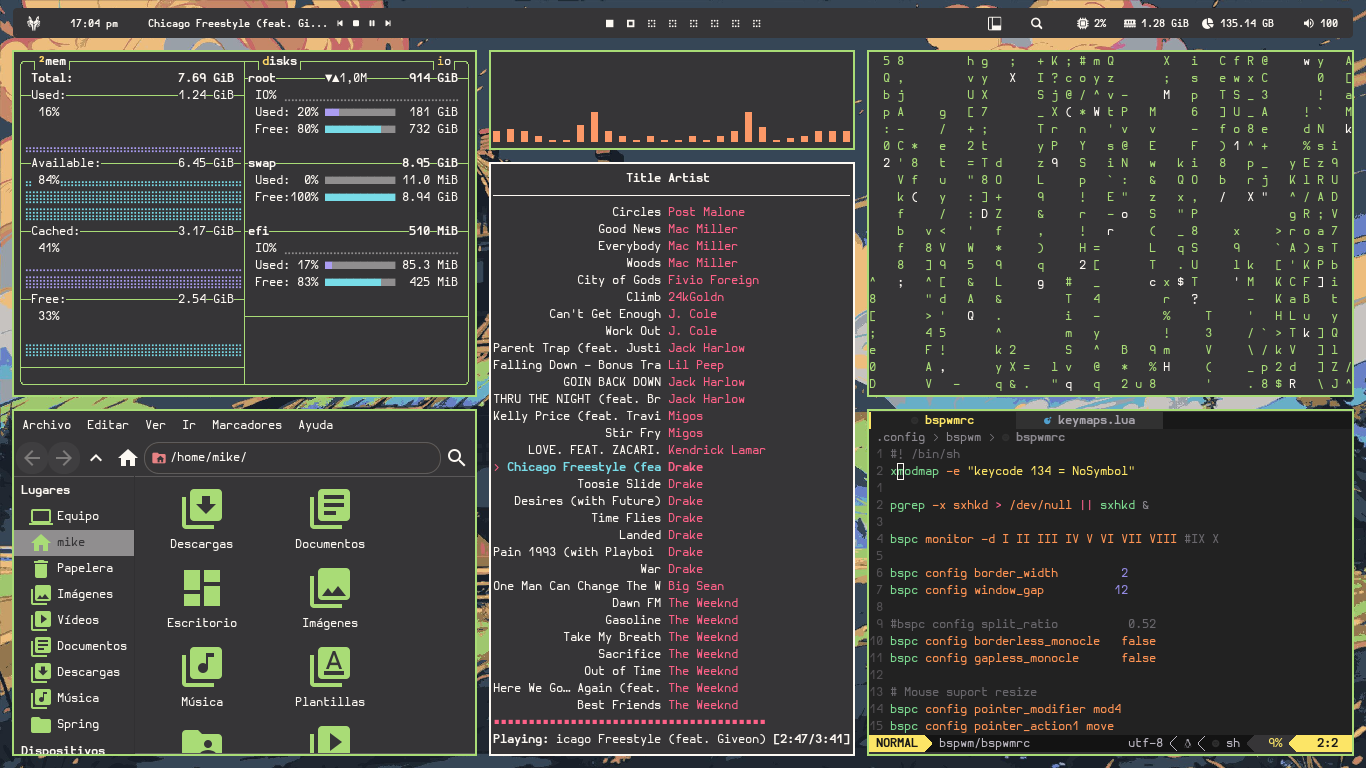 17:04 pm Chicago Freestyle (feat. Gi... 2% 1.28 GiB 135.14 GB 100
²mem disks io
Total: 7.69 GiB root ▼▲1,0M 914 GiB
Used: 1.24 GiB IO%
16% Used: 20% 181 GiB
Free: 80% 732 GiB
Available: 6.45 GiB swap 8.95 GiB
84% Used: 0% 11.0 MiB
Free:100% 8.94 GiB
Cached: 3.17 GiB efi 510 MiB
41% IO%
Used: 17% 85.3 MiB
Free: 83% 425 MiB
Free: 2.54 GiB
33%
Archivo Editar Ver Ir Marcadores Ayuda
/home/mike/
Lugares
Equipo
mike
Papelera
Imágenes
Vídeos
Documentos
Descargas
Música
Spring
Dispositivos
Descargas Documentos
Escritorio Imágenes
Música Plantillas
Title Artist
Circles Post Malone
Good News Mac Miller
Everybody Mac Miller
Woods Mac Miller
City of Gods Fivio Foreign
Climb 24kGoldn
Can't Get Enough J. Cole
Work Out J. Cole
Parent Trap (feat. Justi Jack Harlow
Falling Down - Bonus Tra Lil Peep
GOIN BACK DOWN Jack Harlow
THRU THE NIGHT (feat. Br Jack Harlow
Kelly Price (feat. Travi Migos
Stir Fry Migos
LOVE. FEAT. ZACARI. Kendrick Lamar
> Chicago Freestyle (fea Drake
Toosie Slide Drake
Desires (with Future) Drake
Time Flies Drake
Landed Drake
Pain 1993 (with Playboi Drake
War Drake
One Man Can Change The W Big Sean
Dawn FM The Weeknd
Gasoline The Weeknd
Take My Breath The Weeknd
Sacrifice The Weeknd
Out of Time The Weeknd
Here We Go… Again (feat. The Weeknd
Best Friends The Weeknd
Playing: icago Freestyle (feat. Giveon) [2:47/3:41]
bspwmrc keymaps.lua
.config > bspwm > bspwmrc
1 #! /bin/sh
2 xmodmap -e "keycode 134 = NoSymbol"
1
2 pgrep -x sxhkd > /dev/null || sxhkd &
3
4 bspc monitor -d I II III IV V VI VII VIII #IX X
5
6 bspc config border_width 2
7 bspc config window_gap 12
8
9 #bspc config split_ratio 0.52
10 bspc config borderless_monocle false
11 bspc config gapless_monocle false
12
13 # Mouse suport resize
14 bspc config pointer_modifier mod4
15 bspc config pointer_action1 move
NORMAL bspwm/bspwmrc utf-8 sh 9% 2:2